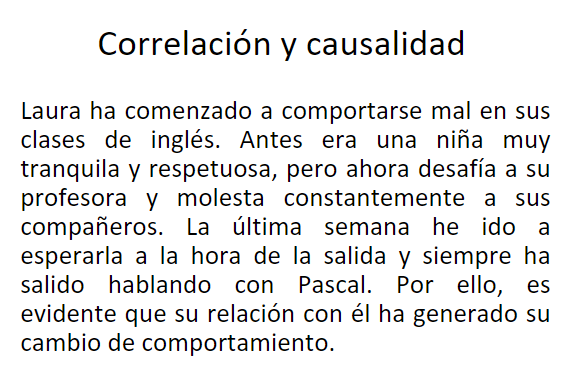 Correlación y causalidad
Laura ha comenzado a comportarse mal en sus
clases de inglés. Antes era una niña muy
tranquila y respetuosa, pero ahora desafía a su
profesora y molesta constantemente a sus
compañeros. La última semana he ido a
esperarla a la hora de la salida y siempre ha
salido hablando con Pascal. Por ello, es
evidente que su relación con él ha generado su
cambio de comportamiento.